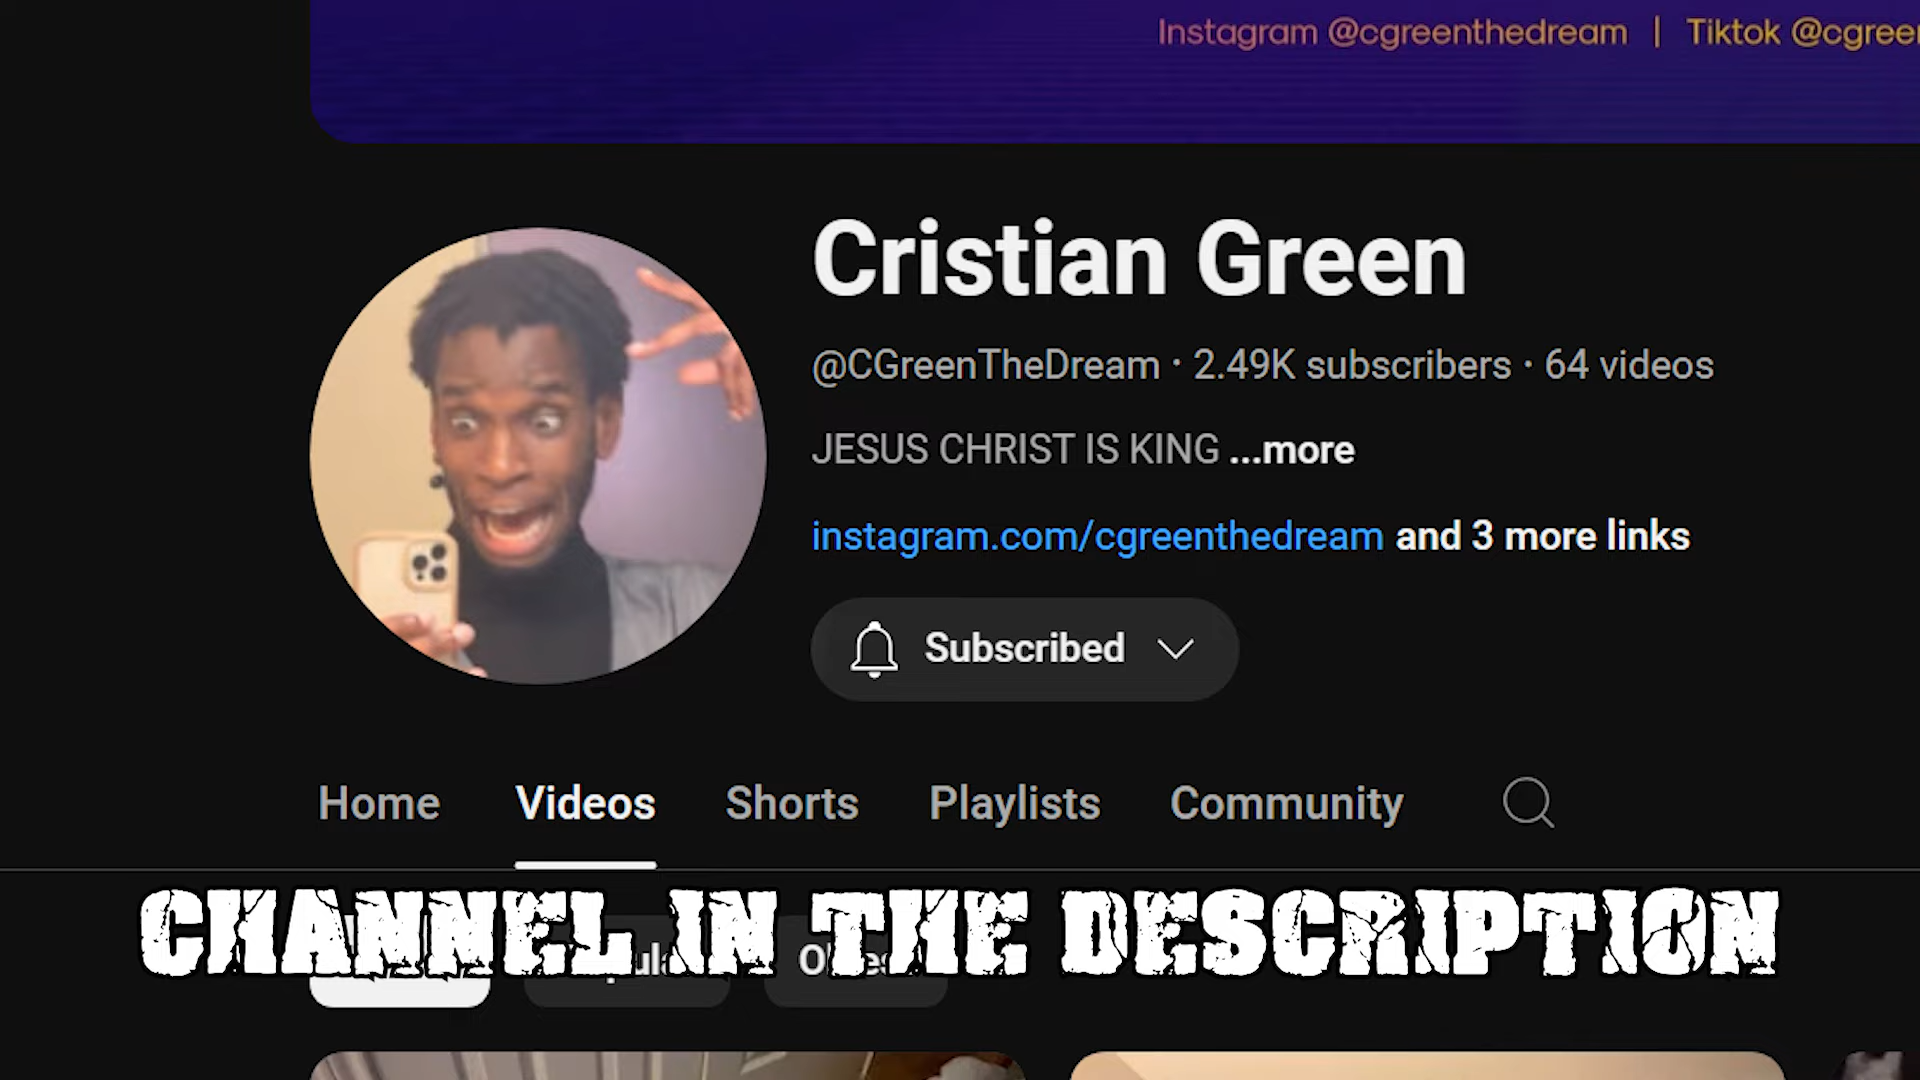 Instagram @cgreenthedream | Tiktok @cgreen
Cristian Green
@CGreenTheDream · 2.49K subscribers · 64 videos
JESUS CHRIST IS KING ...more
instagram.com/cgreenthedream and 3 more links
Subscribed
Home Videos Shorts Playlists Community
CHANNEL IN THE DESCRIPTION